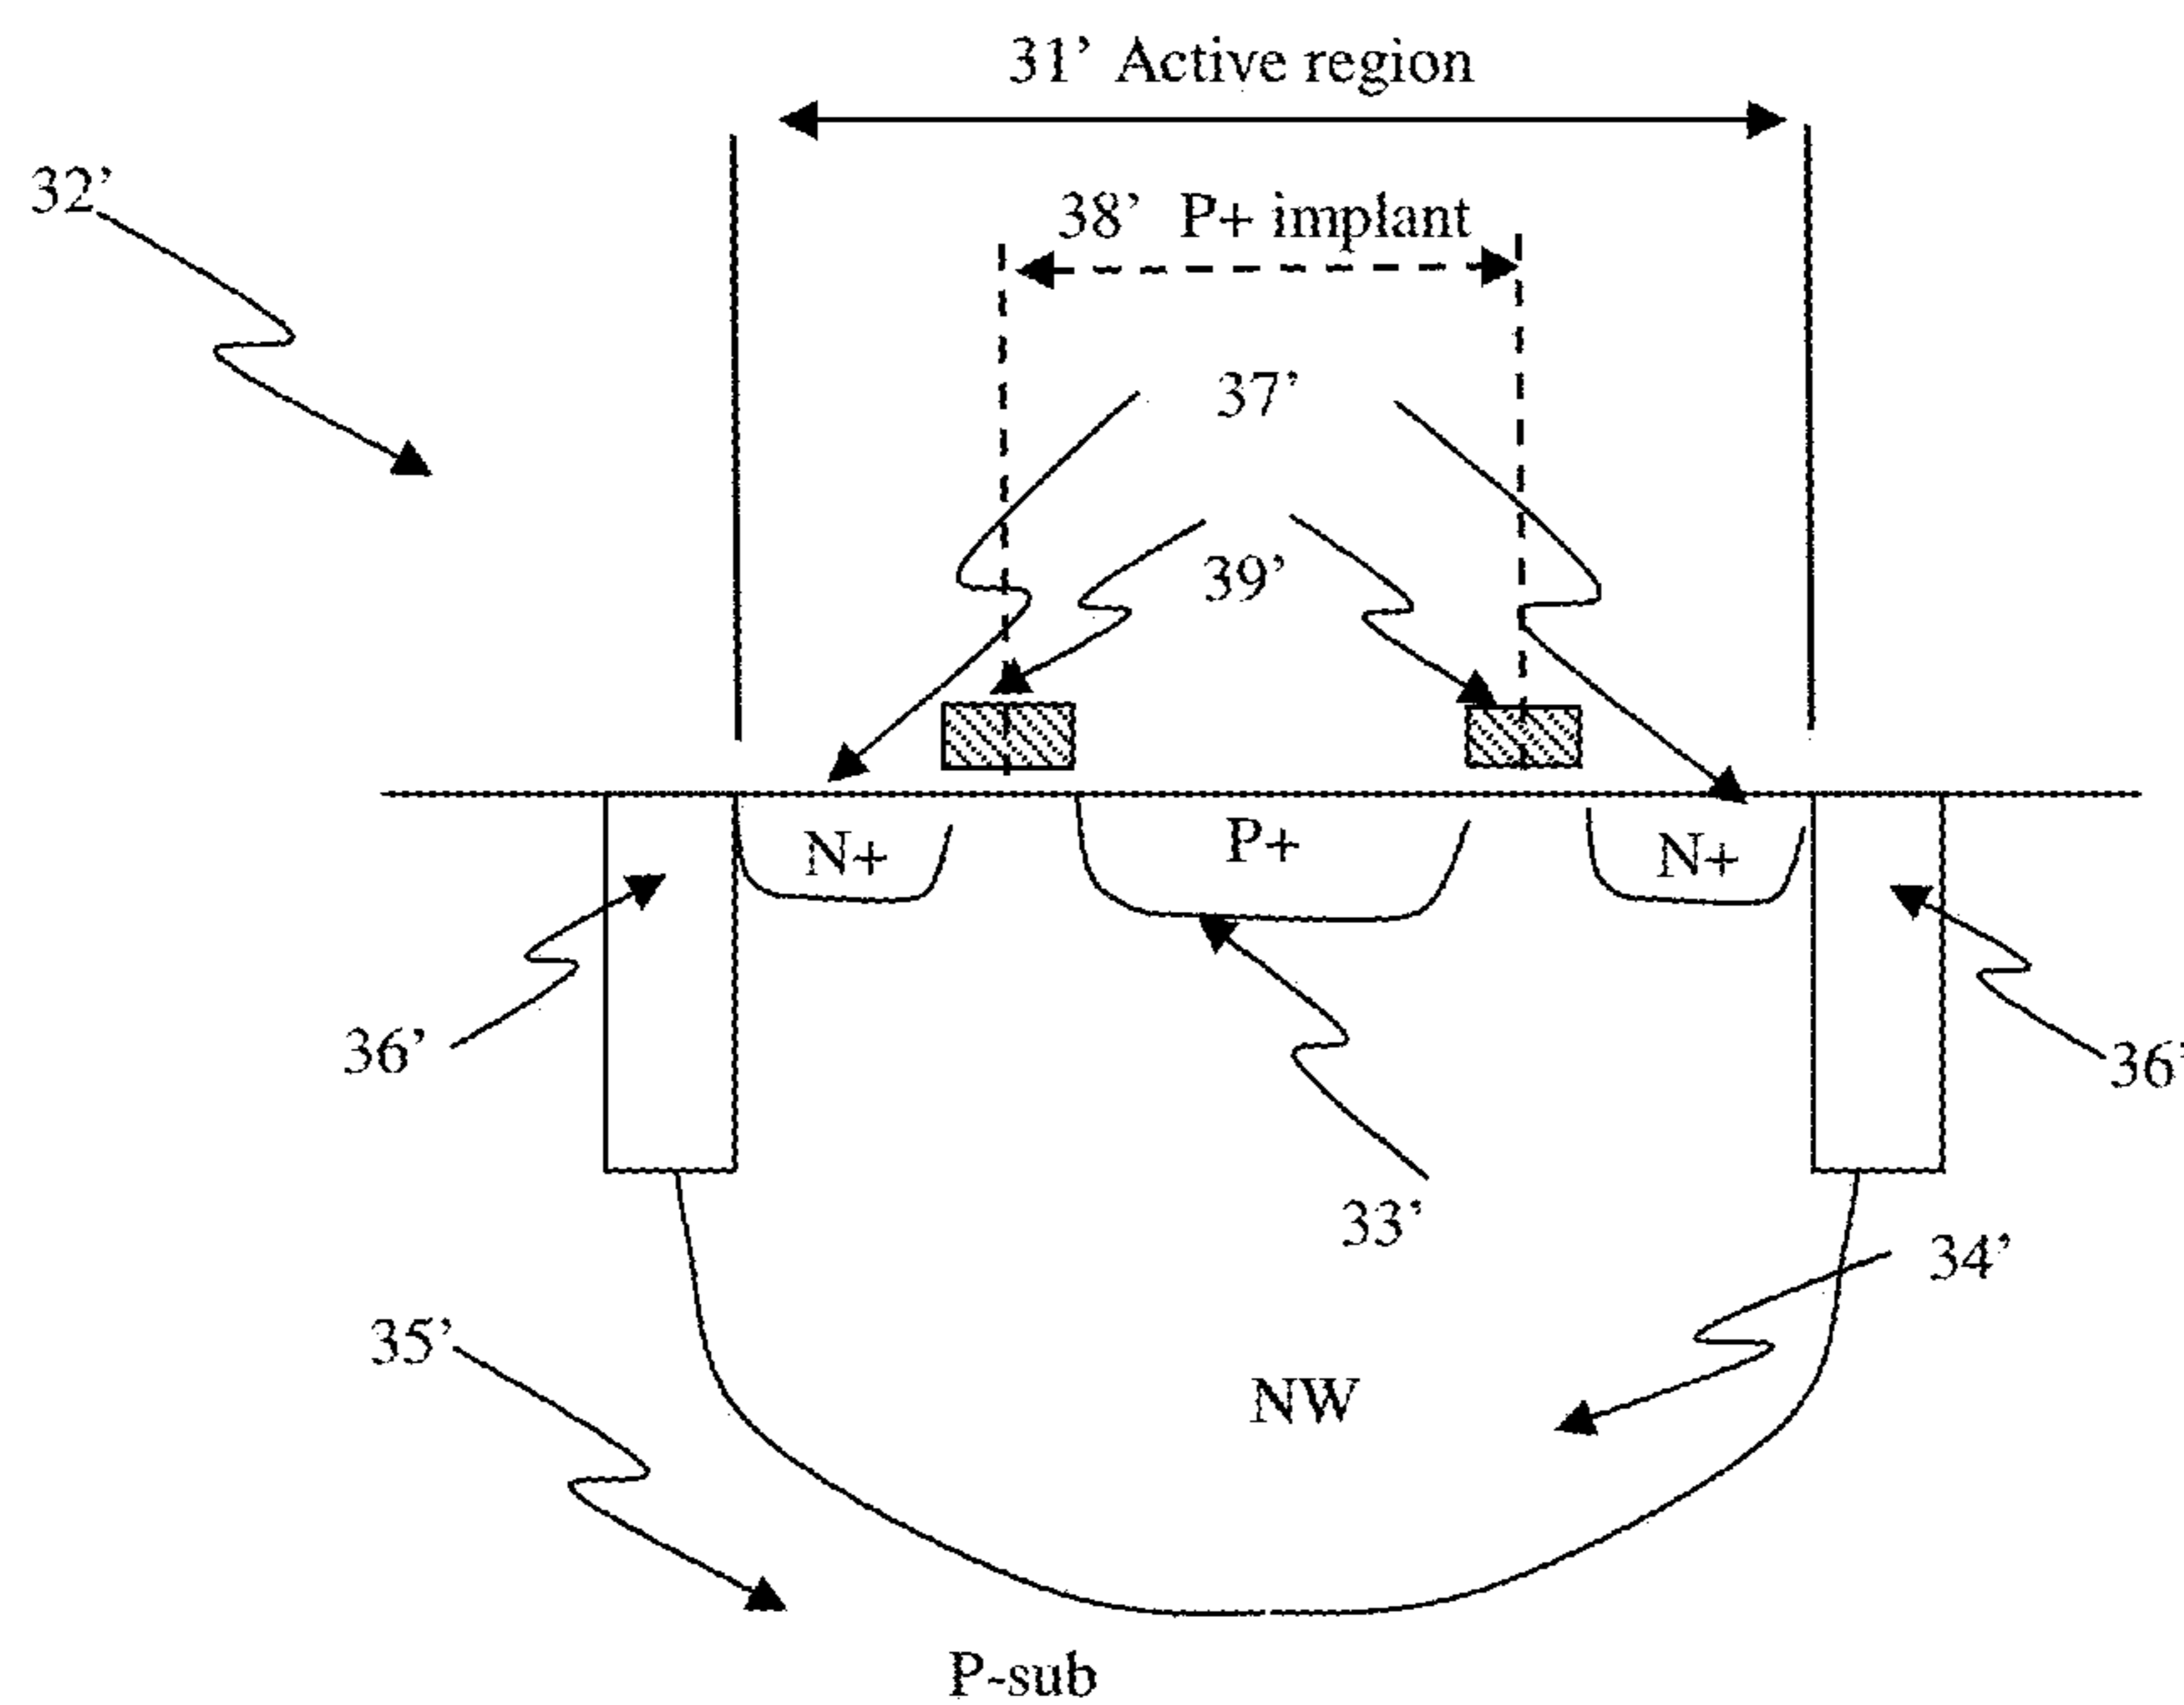 31’ Active region
32’
38’ P+ implant
37’
39’
N+ P+ N+
36’ 36’
33’
34’
35’
NW
P-sub